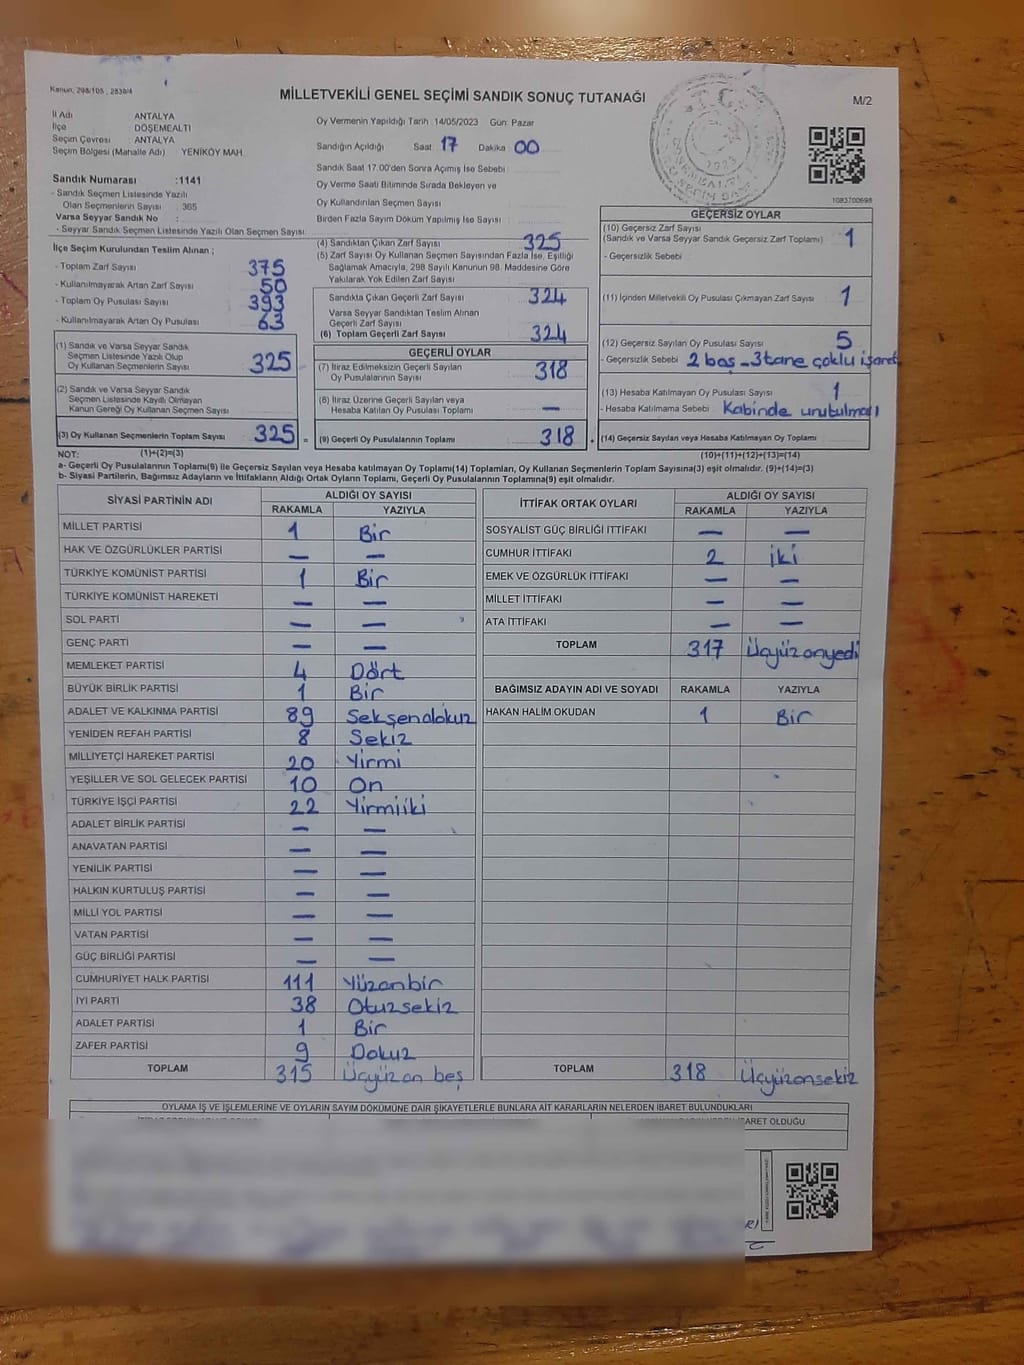 Kanun, 298/105 , 2839/4
MİLLETVEKİLİ GENEL SEÇİMİ SANDIK SONUÇ TUTANAĞI
M/2
İl Adı ANTALYA
İlçe DÖŞEMEALTI
Seçim Çevresi : ANTALYA
Seçim Bölgesi (Mahalle Adı) YENİKÖY MAH.
Sandık Numarası :1141
- Sandık Seçmen Listesinde Yazılı
Olan Seçmenlerin Sayısı : 365
Varsa Seyyar Sandık No :
- Seyyar Sandık Seçmen Listesinde Yazılı Olan Seçmen Sayısı:
Oy Vermenin Yapıldığı Tarih :14/05/2023 Gün: Pazar
Sandığın Açıldığı Saat 17 Dakika 00
Sandık Saat 17.00'den Sonra Açımış İse Sebebi :
Oy Verme Saati Bitiminde Sırada Bekleyen ve
Oy Kullandırılan Seçmen Sayısı
Birden Fazla Sayım Döküm Yapılmış İse Sayısı :
1923
1083700698
İlçe Seçim Kurulundan Teslim Alınan ;
- Toplam Zarf Sayısı 375
- Kullanılmayarak Artan Zarf Sayısı 50
- Toplam Oy Pusulası Sayısı 393
- Kullanılmayarak Artan Oy Pusulası 63
(1) Sandık ve Varsa Seyyar Sandık
Seçmen Listesinde Yazılı Olup
Oy Kullanan Seçmenlerin Sayısı 325
(2) Sandık ve Varsa Seyyar Sandık
Seçmen Listesinde Kayıtlı Olmayan
Kanun Gereği Oy Kullanan Seçmen Sayısı
(3) Oy Kullanan Seçmenlerin Toplam Sayısı 325
(4) Sandıktan Çıkan Zarf Sayısı 325
(5) Zarf Sayısı Oy Kullanan Seçmen Sayısından Fazla İse, Eşitliği
Sağlamak Amacıyla, 298 Sayılı Kanunun 98. Maddesine Göre
Yakılarak Yok Edilen Zarf Sayısı
Sandıkta Çıkan Geçerli Zarf Sayısı 324
Varsa Seyyar Sandıktan Teslim Alınan
Geçerli Zarf Sayısı
(6) Toplam Geçerli Zarf Sayısı 324
GEÇERLİ OYLAR
(7) İtiraz Edilmeksizin Geçerli Sayılan
Oy Pusulalarının Sayısı 318
(8) İtiraz Üzerine Geçerli Sayılan veya
Hesaba Katılan Oy Pusulası Toplamı —
(9) Geçerli Oy Pusulalarının Toplamı 318
GEÇERSİZ OYLAR
(10) Geçersiz Zarf Sayısı
(Sandık ve Varsa Seyyar Sandık Geçersiz Zarf Toplamı) 1
- Geçersizlik Sebebi :
(11) İçinden Milletvekili Oy Pusulası Çıkmayan Zarf Sayısı 1
(12) Geçersiz Sayılan Oy Pusulası Sayısı 5
- Geçersizlik Sebebi : 2 boş - 3 tane çoklu işaret
(13) Hesaba Katılmayan Oy Pusulası Sayısı 1
- Hesaba Katılmama Sebebi : Kabinde unutulması
(14) Geçersiz Sayılan veya Hesaba Katılmayan Oy Toplamı
NOT: (1)+(2)=(3) (10)+(11)+(12)+(13)=(14)
a- Geçerli Oy Pusulalarının Toplamı(9) ile Geçersiz Sayılan veya Hesaba katılmayan Oy Toplamı(14) Toplamları, Oy Kullanan Seçmenlerin Toplam Sayısına(3) eşit olmalıdır. (9)+(14)=(3)
b- Siyasi Partilerin, Bağımsız Adayların ve İttifakların Aldığı Ortak Oyların Toplamı, Geçerli Oy Pusulalarının Toplamına(9) eşit olmalıdır.
SİYASİ PARTİNİN ADI ALDIĞI OY SAYISI
RAKAMLA YAZIYLA
MİLLET PARTİSİ 1 Bir
HAK VE ÖZGÜRLÜKLER PARTİSİ — —
TÜRKİYE KOMÜNİST PARTİSİ 1 Bir
TÜRKİYE KOMÜNİST HAREKETİ — —
SOL PARTİ — —
GENÇ PARTİ — —
MEMLEKET PARTİSİ 4 Dört
BÜYÜK BİRLİK PARTİSİ 1 Bir
ADALET VE KALKINMA PARTİSİ 89 Seksendokuz
YENİDEN REFAH PARTİSİ 8 Sekiz
MİLLİYETÇİ HAREKET PARTİSİ 20 Yirmi
YEŞİLLER VE SOL GELECEK PARTİSİ 10 On
TÜRKİYE İŞÇİ PARTİSİ 22 Yirmiiki
ADALET BİRLİK PARTİSİ — —
ANAVATAN PARTİSİ — —
YENİLİK PARTİSİ — —
HALKIN KURTULUŞ PARTİSİ — —
MİLLİ YOL PARTİSİ — —
VATAN PARTİSİ — —
GÜÇ BİRLİĞİ PARTİSİ — —
CUMHURİYET HALK PARTİSİ 111 Yüzonbir
İYİ PARTİ 38 Otuzsekiz
ADALET PARTİSİ 1 Bir
ZAFER PARTİSİ 9 Dokuz
TOPLAM 315 Üçyüzon beş
İTTİFAK ORTAK OYLARI ALDIĞI OY SAYISI
RAKAMLA YAZIYLA
SOSYALİST GÜÇ BİRLİĞİ İTTİFAKI — —
CUMHUR İTTİFAKI 2 iki
EMEK VE ÖZGÜRLÜK İTTİFAKI — —
MİLLET İTTİFAKI — —
ATA İTTİFAKI — —
TOPLAM 317 Üçyüzonyedi
BAĞIMSIZ ADAYIN ADI VE SOYADI RAKAMLA YAZIYLA
HAKAN HALİM OKUDAN 1 Bir
TOPLAM 318 Üçyüzonsekiz
OYLAMA İŞ VE İŞLEMLERİNE VE OYLARIN SAYIM DÖKÜMÜNE DAİR ŞİKAYETLERLE BUNLARA AİT KARARLARIN NELERDEN İBARET BULUNDUKLARI
BARET OLDUĞU